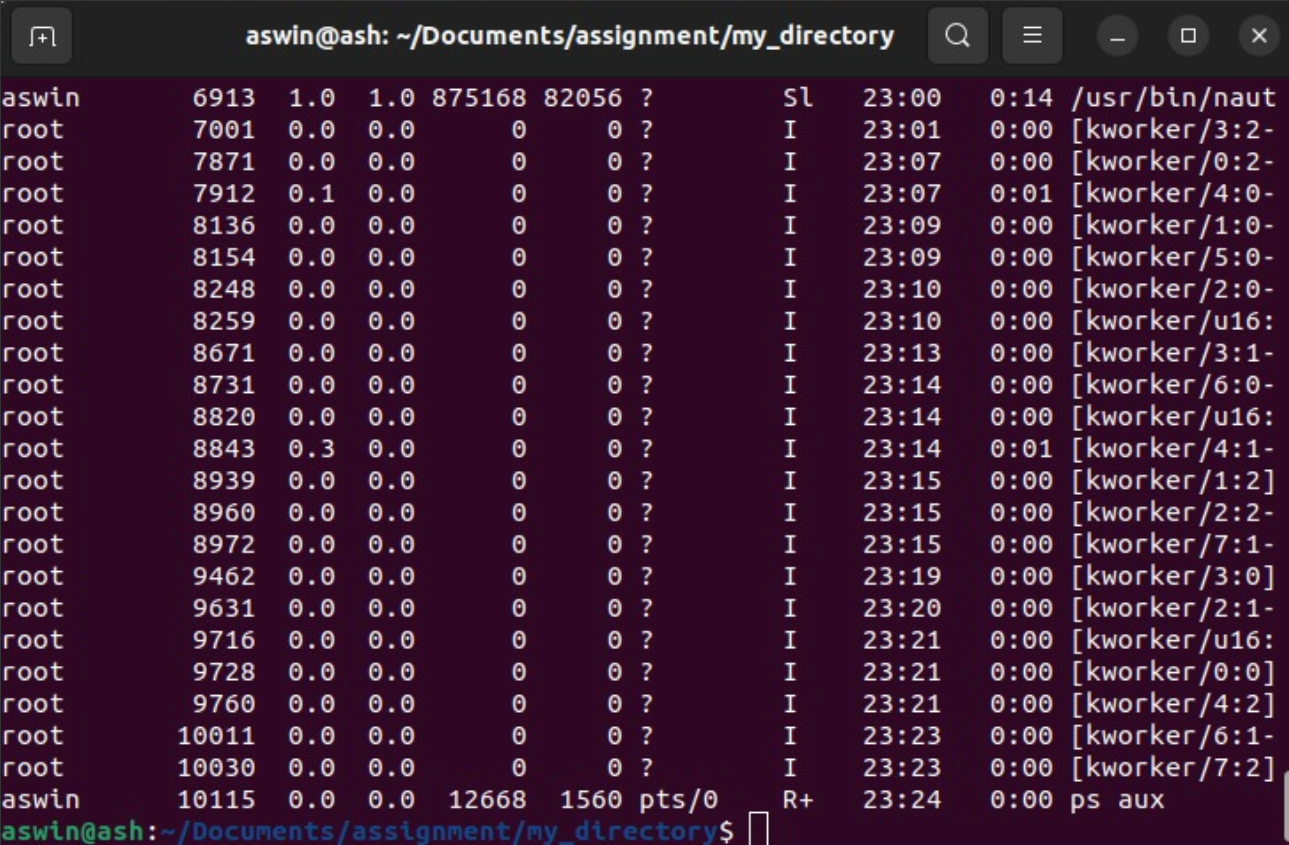 aswin@ash: ~/Documents/assignment/my_directory
aswin 6913 1.0 1.0 875168 82056 ? Sl 23:00 0:14 /usr/bin/naut
root 7001 0.0 0.0 0 0 ? I 23:01 0:00 [kworker/3:2-
root 7871 0.0 0.0 0 0 ? I 23:07 0:00 [kworker/0:2-
root 7912 0.1 0.0 0 0 ? I 23:07 0:01 [kworker/4:0-
root 8136 0.0 0.0 0 0 ? I 23:09 0:00 [kworker/1:0-
root 8154 0.0 0.0 0 0 ? I 23:09 0:00 [kworker/5:0-
root 8248 0.0 0.0 0 0 ? I 23:10 0:00 [kworker/2:0-
root 8259 0.0 0.0 0 0 ? I 23:10 0:00 [kworker/u16:
root 8671 0.0 0.0 0 0 ? I 23:13 0:00 [kworker/3:1-
root 8731 0.0 0.0 0 0 ? I 23:14 0:00 [kworker/6:0-
root 8820 0.0 0.0 0 0 ? I 23:14 0:00 [kworker/u16:
root 8843 0.3 0.0 0 0 ? I 23:14 0:01 [kworker/4:1-
root 8939 0.0 0.0 0 0 ? I 23:15 0:00 [kworker/1:2]
root 8960 0.0 0.0 0 0 ? I 23:15 0:00 [kworker/2:2-
root 8972 0.0 0.0 0 0 ? I 23:15 0:00 [kworker/7:1-
root 9462 0.0 0.0 0 0 ? I 23:19 0:00 [kworker/3:0]
root 9631 0.0 0.0 0 0 ? I 23:20 0:00 [kworker/2:1-
root 9716 0.0 0.0 0 0 ? I 23:21 0:00 [kworker/u16:
root 9728 0.0 0.0 0 0 ? I 23:21 0:00 [kworker/0:0]
root 9760 0.0 0.0 0 0 ? I 23:21 0:00 [kworker/4:2]
root 10011 0.0 0.0 0 0 ? I 23:23 0:00 [kworker/6:1-
root 10030 0.0 0.0 0 0 ? I 23:23 0:00 [kworker/7:2]
aswin 10115 0.0 0.0 12668 1560 pts/0 R+ 23:24 0:00 ps aux
aswin@ash:~/Documents/assignment/my_directory$